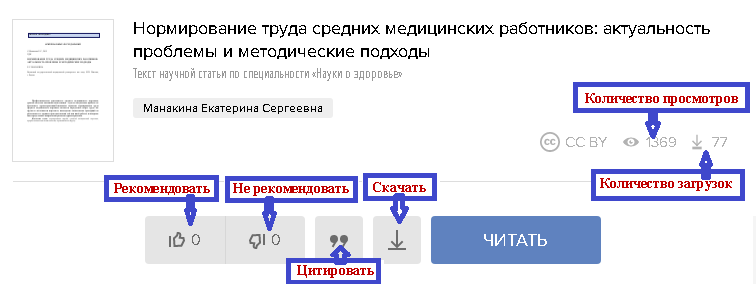 Нормирование труда средних медицинских работников: актуальность
проблемы и методические подходы
Текст научной статьи по специальности «Науки о здоровье»
Манакина Екатерина Сергеевна
Количество просмотров
CC BY 1369 77
Количество загрузок
Рекомендовать Не рекомендовать Скачать
0 0 ЧИТАТЬ
Цитировать